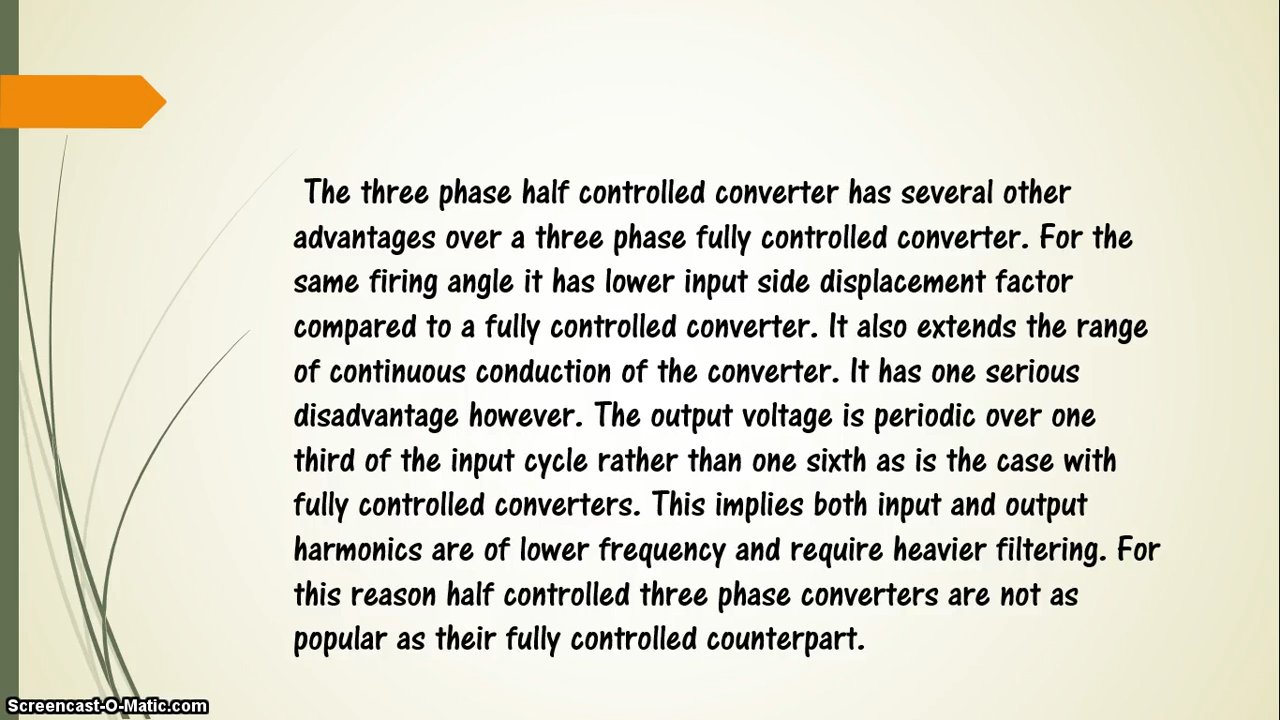 The three phase half controlled converter has several other
advantages over a three phase fully controlled converter. For the
same firing angle it has lower input side displacement factor
compared to a fully controlled converter. It also extends the range
of continuous conduction of the converter. It has one serious
disadvantage however. The output voltage is periodic over one
third of the input cycle rather than one sixth as is the case with
fully controlled converters. This implies both input and output
harmonics are of lower frequency and require heavier filtering. For
this reason half controlled three phase converters are not as
popular as their fully controlled counterpart.
Screencast-O-Matic.com